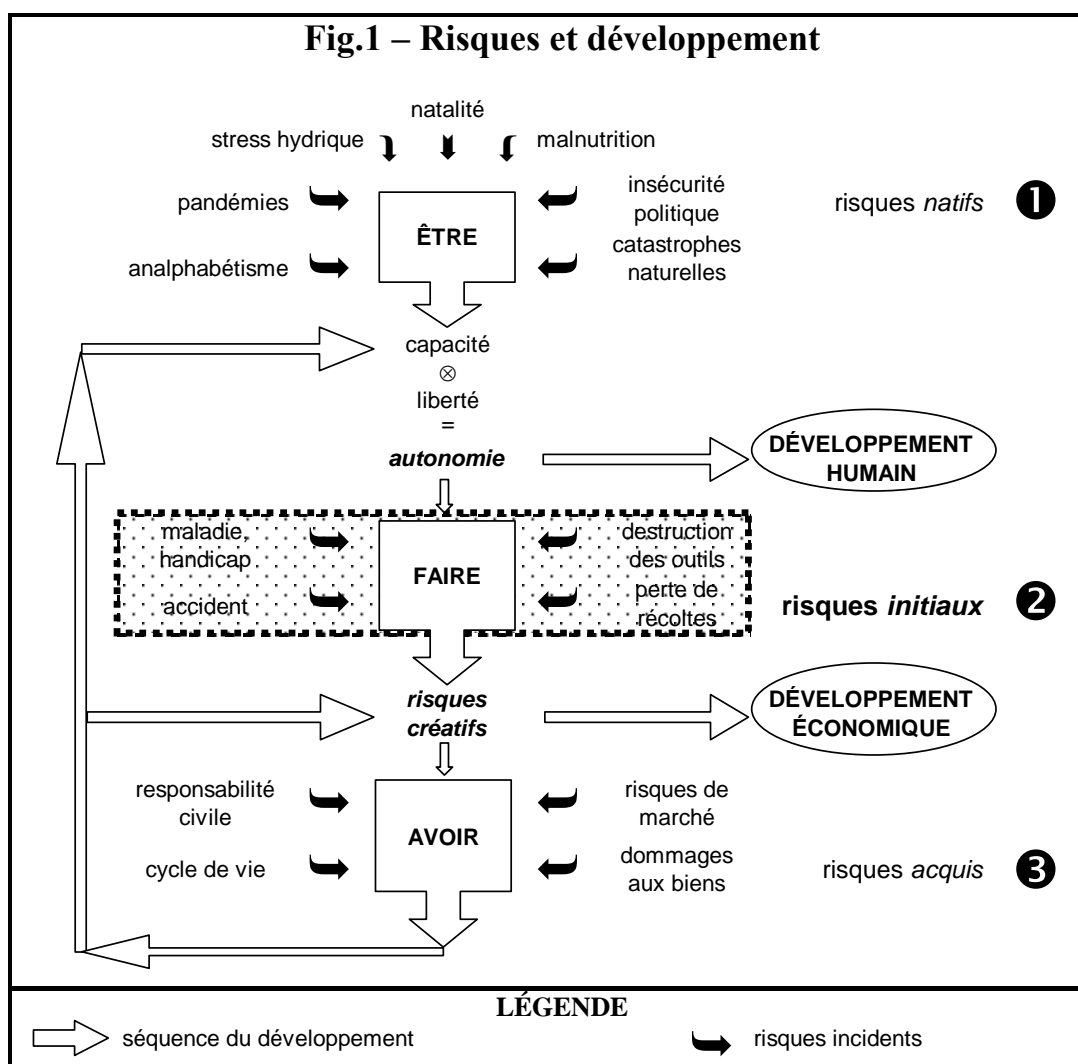 Fig.1 – Risques et développement
natalité
stress hydrique
malnutrition
pandémies
insécurité
politique
risques natifs
1
ÊTRE
analphabétisme
catastrophes
naturelles
capacité
⊗
liberté
=
autonomie
DÉVELOPPEMENT
HUMAIN
maladie,
handicap
destruction
des outils
FAIRE
accident
perte de
récoltes
risques initiaux
2
risques
créatifs
DÉVELOPPEMENT
ÉCONOMIQUE
responsabilité
civile
risques de
marché
AVOIR
cycle de vie
dommages
aux biens
risques acquis
3
LÉGENDE
séquence du développement
risques incidents